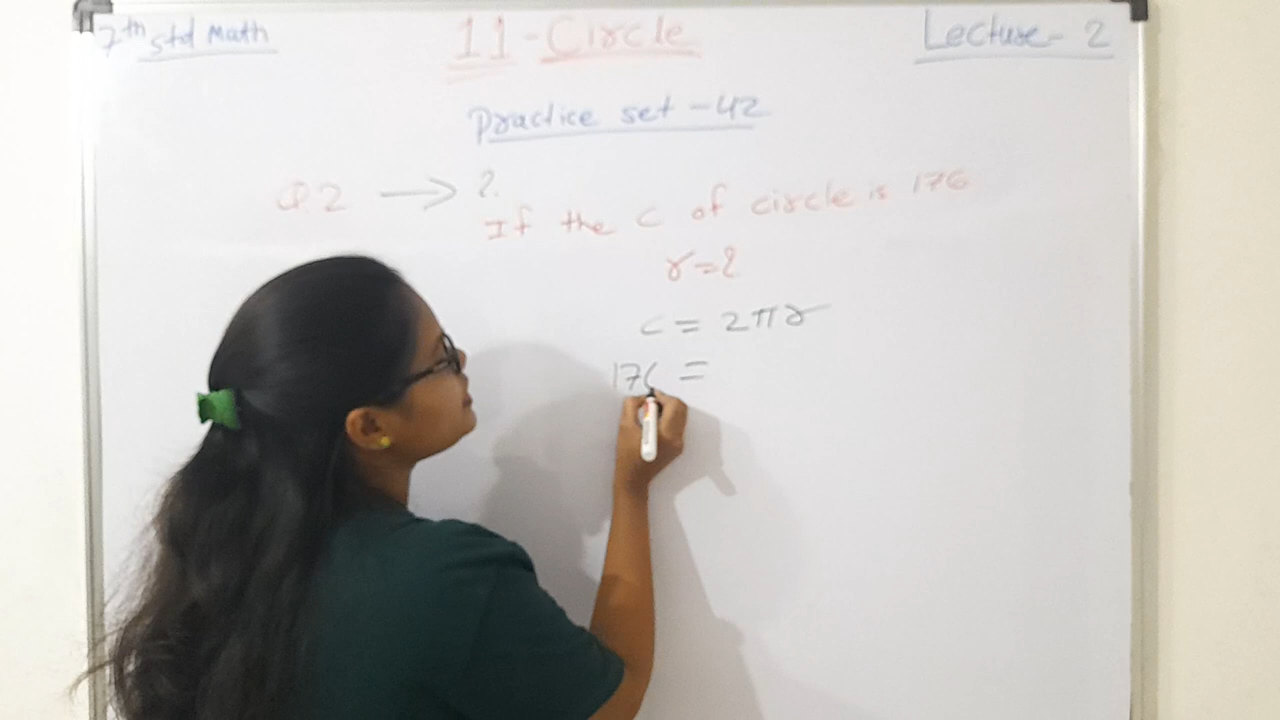 7th std Math
11-Circle
Lecture- 2
Practice set -42
Q.2 → ?
If the C of circle is 176
r=?
C = 2πr
176 =